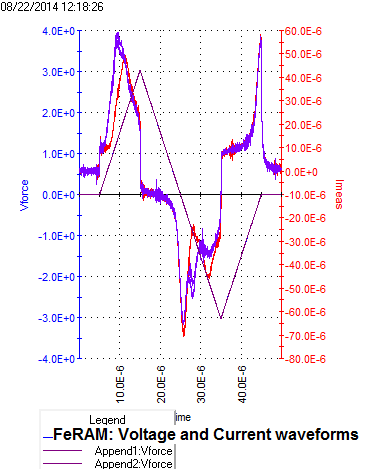 08/22/2014 12:18:26
4.0E+0
3.0E+0
2.0E+0
1.0E+0
0.0E+0
-1.0E+0
-2.0E+0
-3.0E+0
-4.0E+0
Vforce
60.0E-6
50.0E-6
40.0E-6
30.0E-6
20.0E-6
10.0E-6
0.0E+0
-10.0E-6
-20.0E-6
-30.0E-6
-40.0E-6
-50.0E-6
-60.0E-6
-70.0E-6
-80.0E-6
Imeas
10.0E-6
20.0E-6
30.0E-6
40.0E-6
Legend
ime
FeRAM: Voltage and Current waveforms
Append1:Vforce
Append2:Vforce